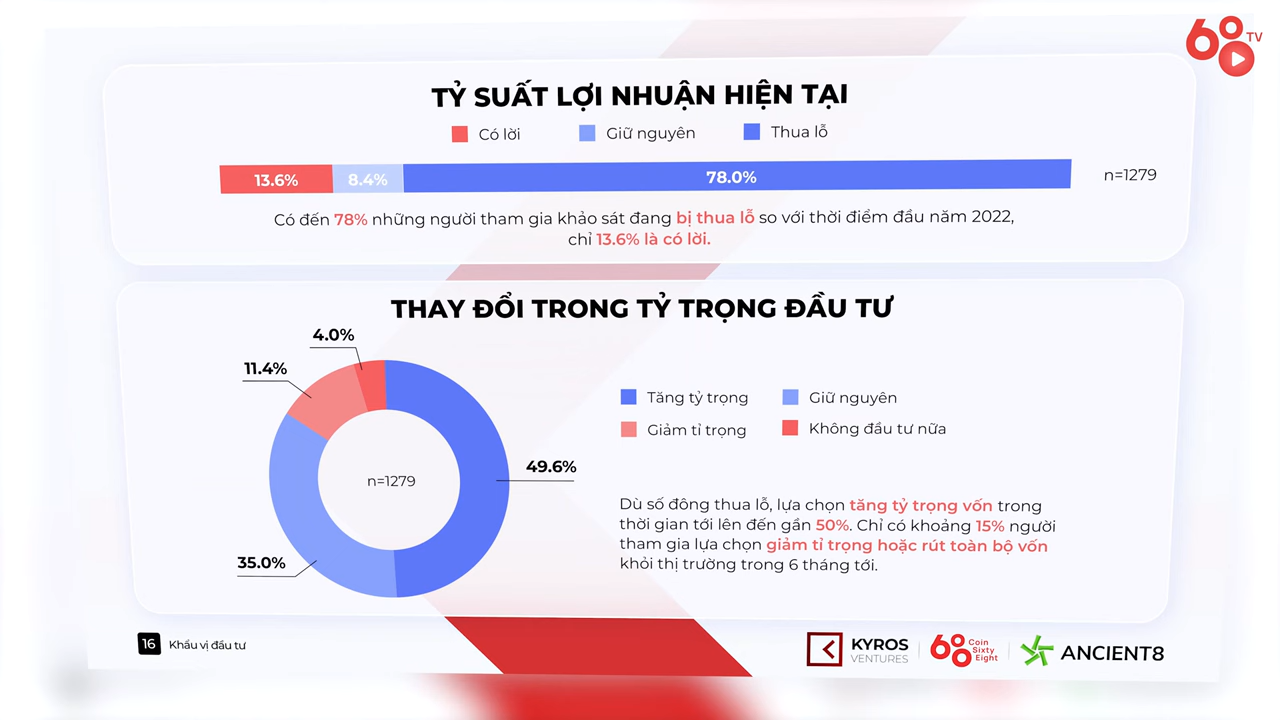 68 TV
TỶ SUẤT LỢI NHUẬN HIỆN TẠI
Có lời
Giữ nguyên
Thua lỗ
13.6%
8.4%
78.0%
n=1279
Có đến 78% những người tham gia khảo sát đang bị thua lỗ so với thời điểm đầu năm 2022,
chỉ 13.6% là có lời.
THAY ĐỔI TRONG TỶ TRỌNG ĐẦU TƯ
4.0%
11.4%
49.6%
35.0%
n=1279
Tăng tỷ trọng
Giữ nguyên
Giảm tỉ trọng
Không đầu tư nữa
Dù số đông thua lỗ, lựa chọn tăng tỷ trọng vốn trong
thời gian tới lên đến gần 50%. Chỉ có khoảng 15% người
tham gia lựa chọn giảm tỉ trọng hoặc rút toàn bộ vốn
khỏi thị trường trong 6 tháng tới.
16 Khẩu vị đầu tư
KYROS
VENTURES
68
Coin
Sixty
Eight
ANCIENT8